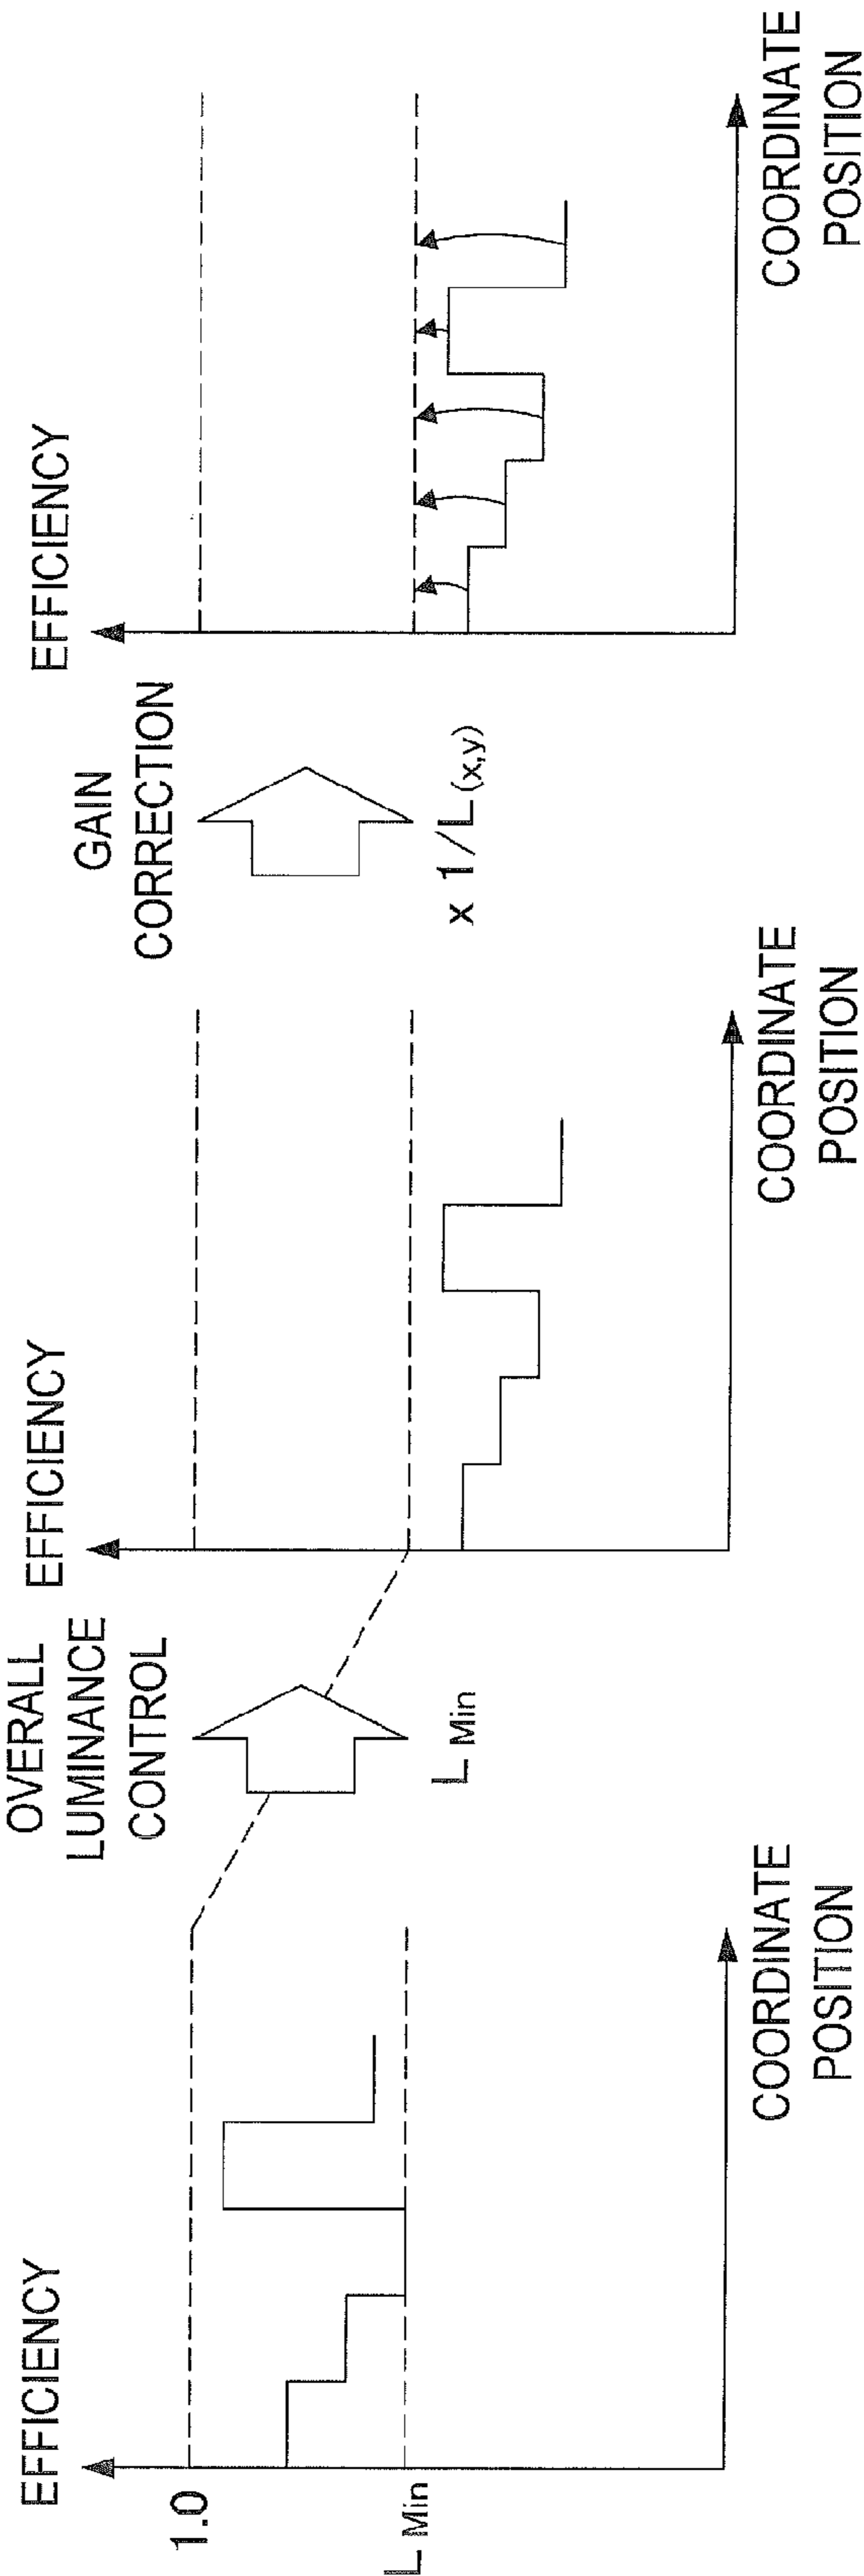 EFFICIENCY
1.0
L Min
COORDINATE
POSITION
OVERALL
LUMINANCE
CONTROL
L Min
EFFICIENCY
COORDINATE
POSITION
GAIN
CORRECTION
x 1/L(x,y)
EFFICIENCY
COORDINATE
POSITION